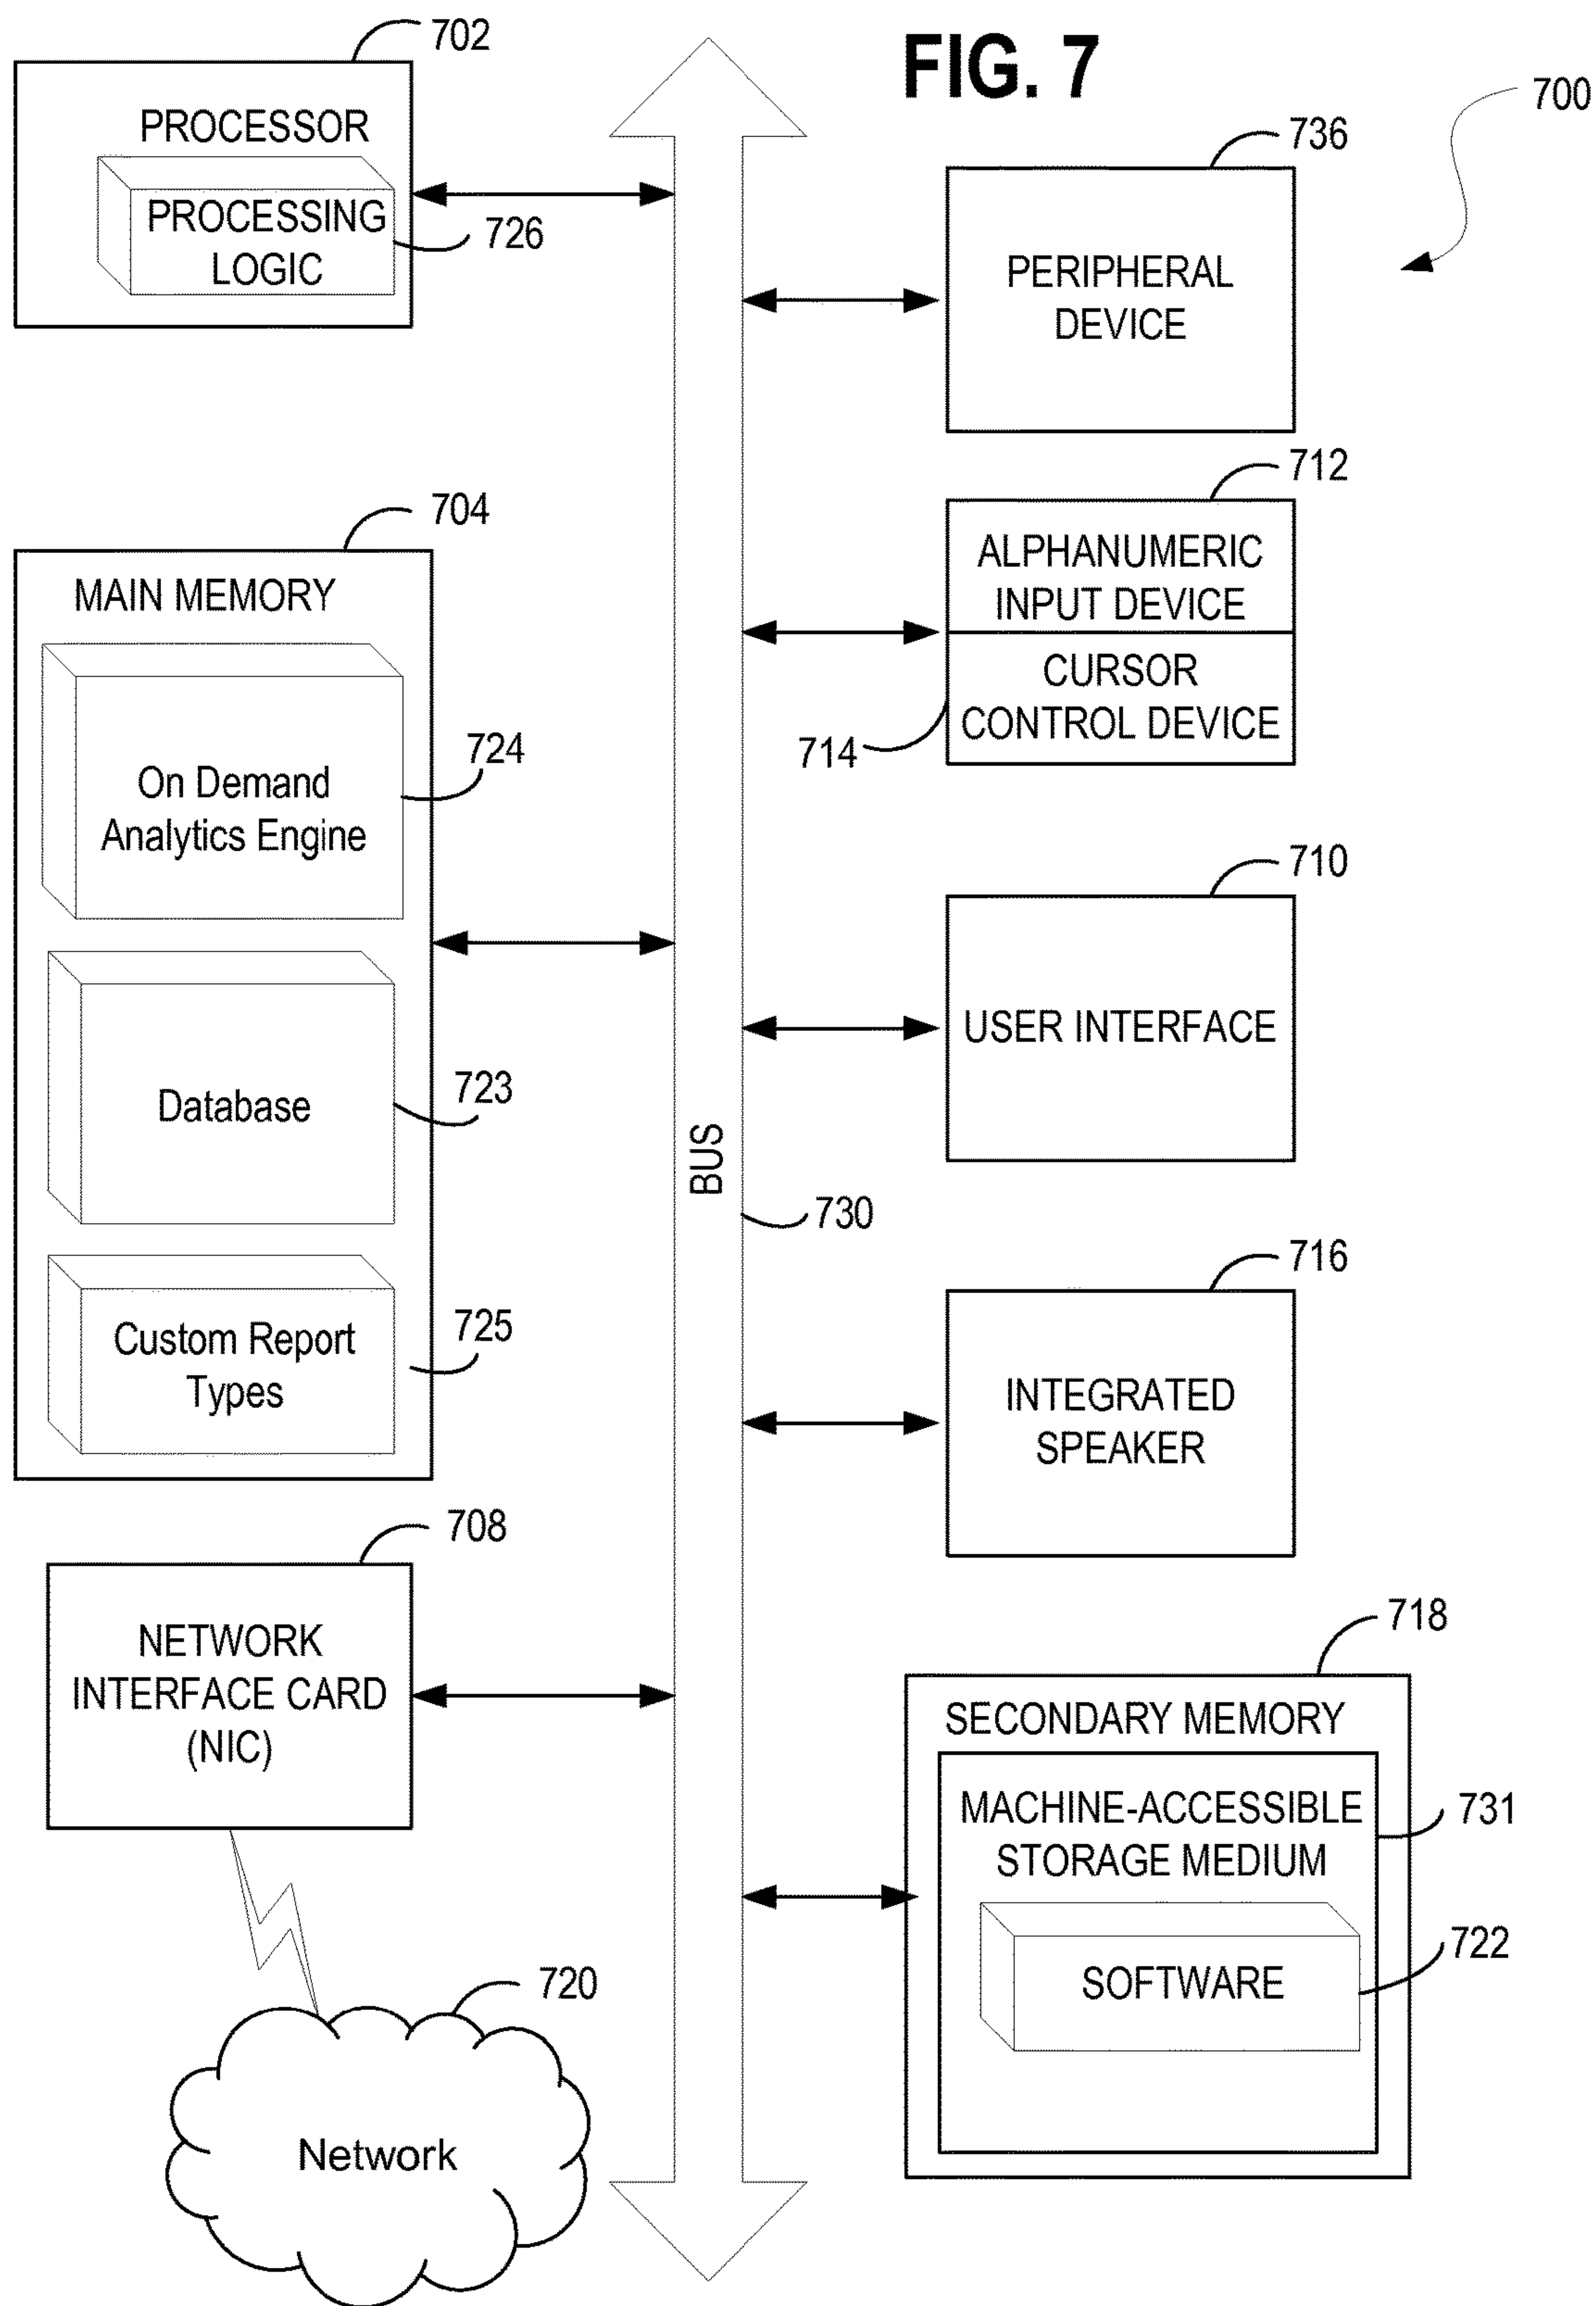 FIG. 7
700
702
PROCESSOR
PROCESSING
LOGIC
726
704
MAIN MEMORY
On Demand
Analytics Engine
724
Database
723
Custom Report
Types
725
708
NETWORK
INTERFACE CARD
(NIC)
720
Network
BUS
730
736
PERIPHERAL
DEVICE
712
ALPHANUMERIC
INPUT DEVICE
CURSOR
CONTROL DEVICE
714
710
USER INTERFACE
716
INTEGRATED
SPEAKER
718
SECONDARY MEMORY
MACHINE-ACCESSIBLE
STORAGE MEDIUM
731
SOFTWARE
722